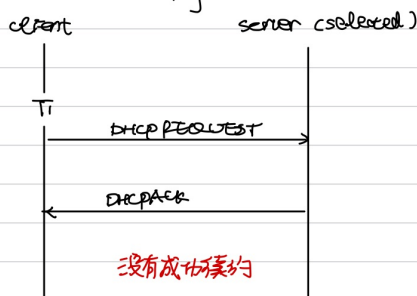 client server (selected)
T1
DHCPREQUEST
DHCPACK
没有成功续约